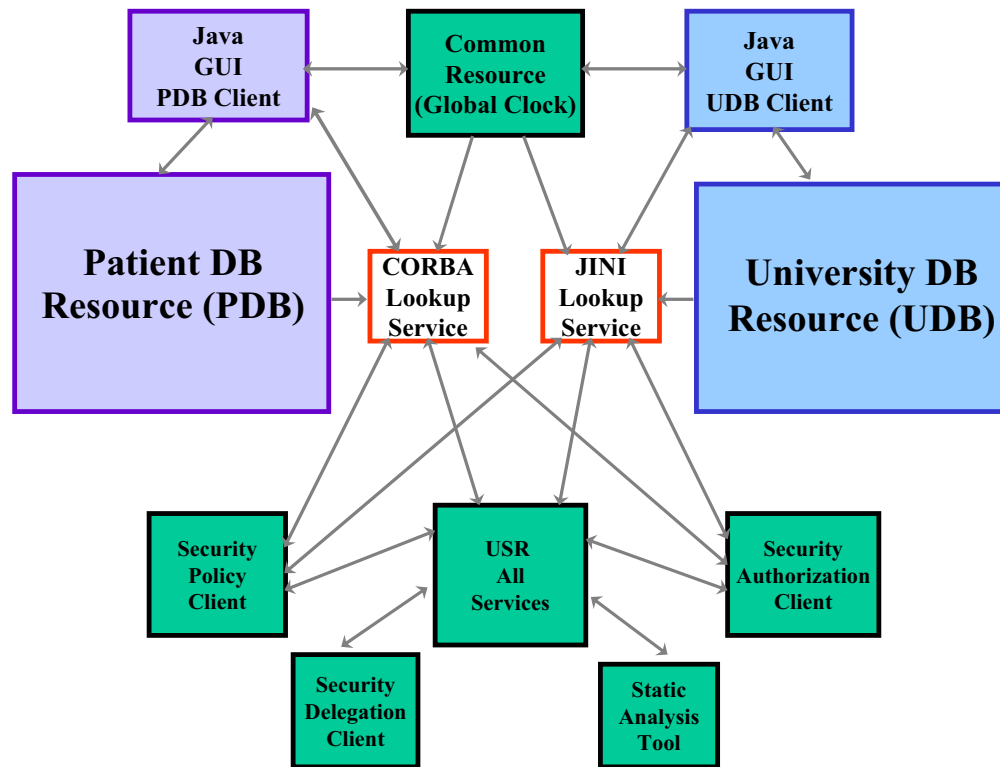 Java
GUI
PDB Client
Common
Resource
(Global Clock)
Java
GUI
UDB Client
Patient DB
Resource (PDB)
CORBA
Lookup
Service
JINI
Lookup
Service
University DB
Resource (UDB)
Security
Policy
Client
USR
All
Services
Security
Authorization
Client
Security
Delegation
Client
Static
Analysis
Tool